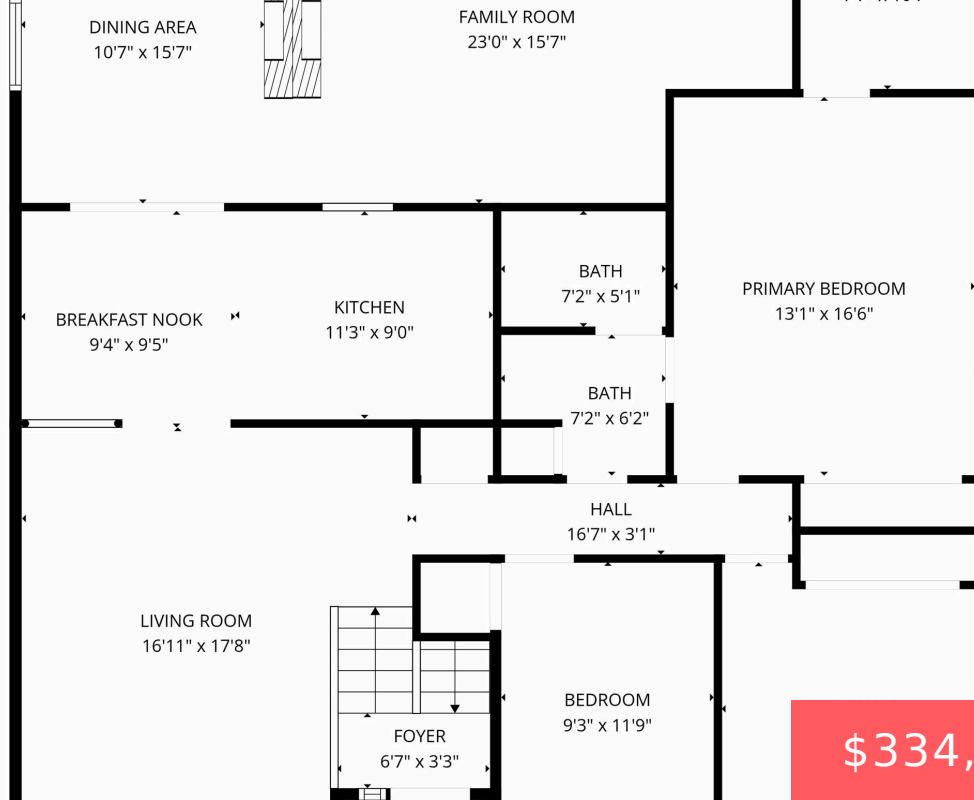 FAMILY ROOM
23'0" x 15'7"
DINING AREA
10'7" x 15'7"
BATH
7'2" x 5'1"
PRIMARY BEDROOM
13'1" x 16'6"
KITCHEN
11'3" x 9'0"
BREAKFAST NOOK
9'4" x 9'5"
BATH
7'2" x 6'2"
HALL
16'7" x 3'1"
LIVING ROOM
16'11" x 17'8"
BEDROOM
9'3" x 11'9"
FOYER
6'7" x 3'3"
$334,